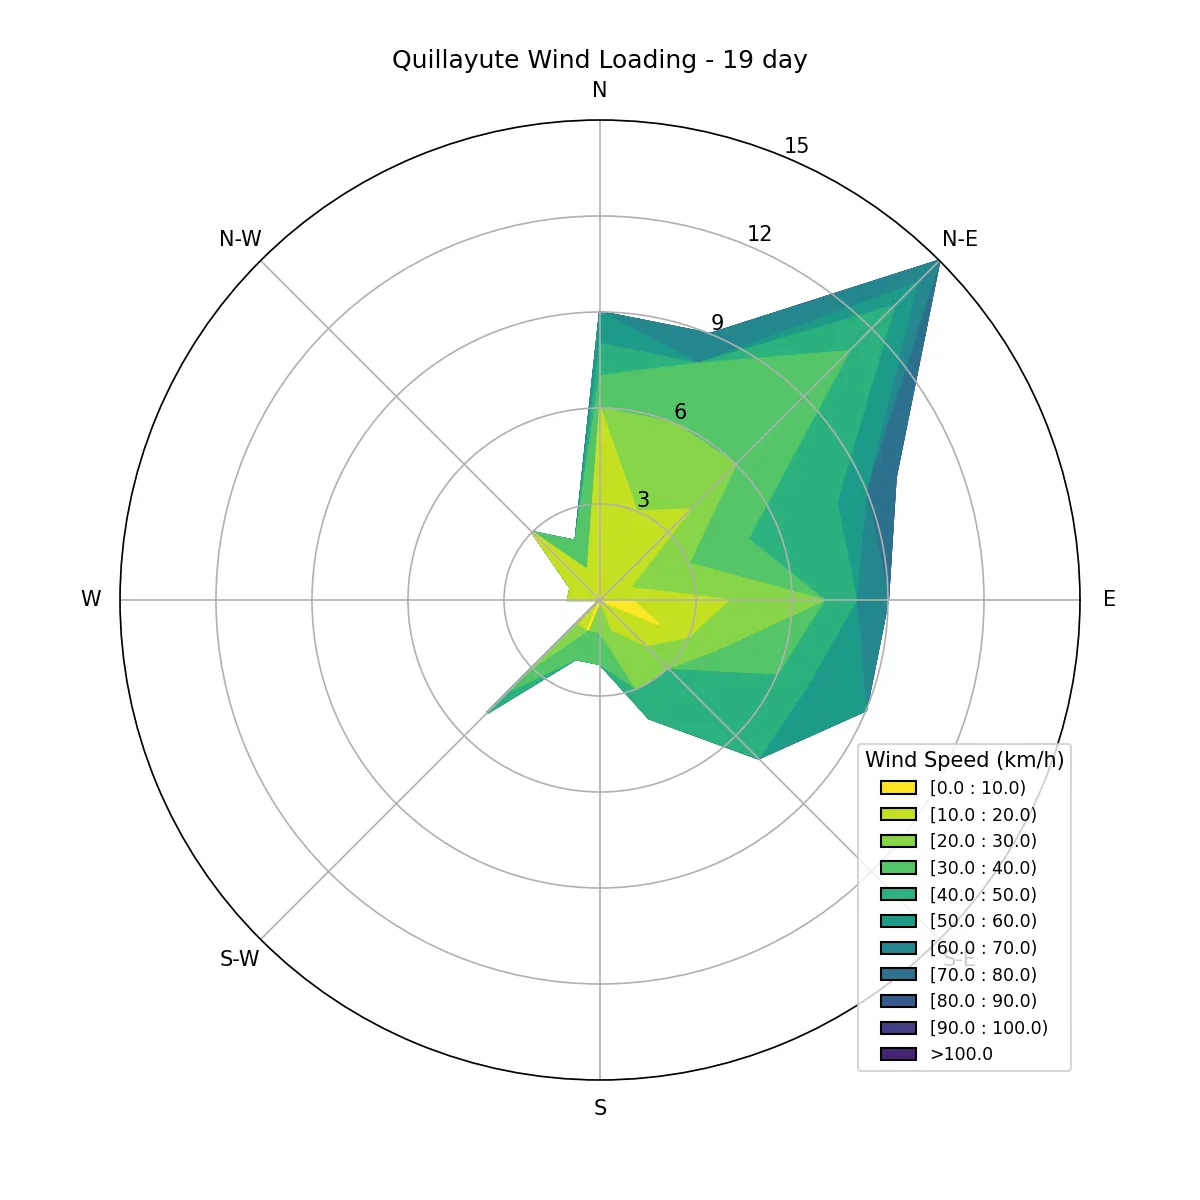 Quillayute Wind Loading - 19 day
N
15
12
N-W
N-E
9
6
3
W
E
Wind Speed (km/h)
[0.0 : 10.0)
[10.0 : 20.0)
[20.0 : 30.0)
[30.0 : 40.0)
[40.0 : 50.0)
[50.0 : 60.0)
[60.0 : 70.0)
[70.0 : 80.0)
[80.0 : 90.0)
[90.0 : 100.0)
>100.0
S-W
S-E
S